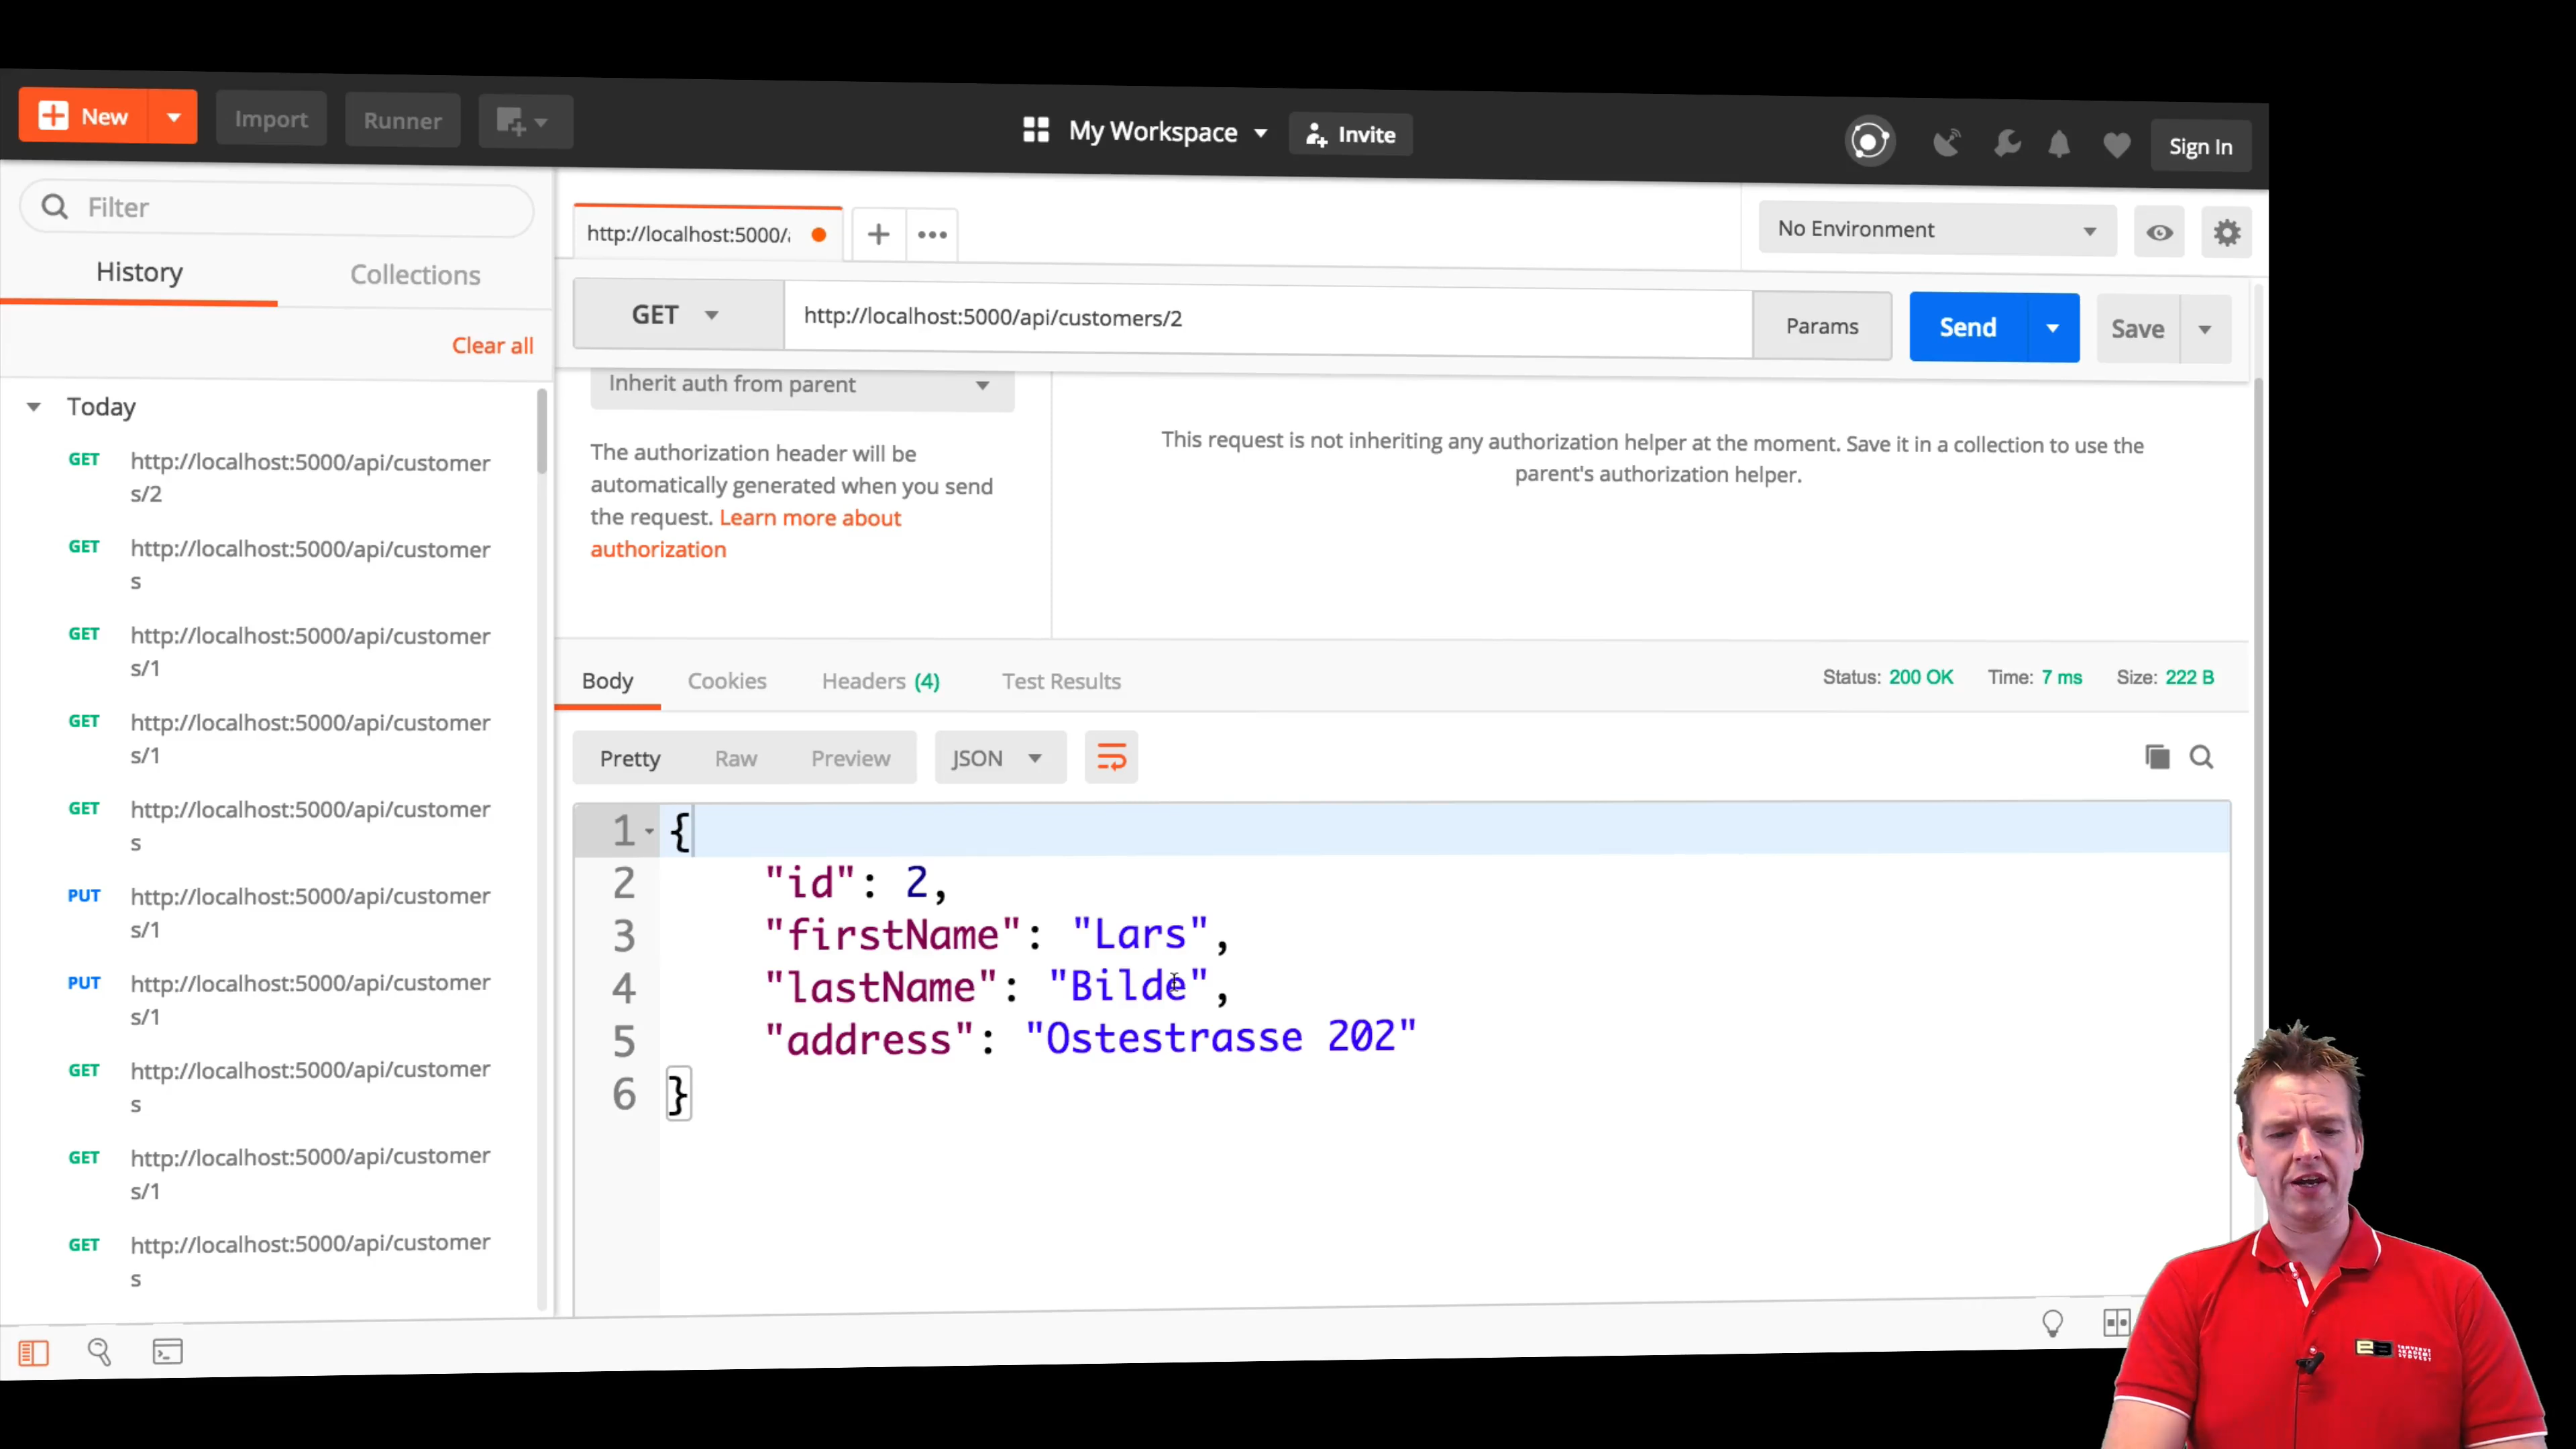 New
Import
Runner
My Workspace
Invite
Sign In
Filter
History
Collections
Clear all
Today
GET http://localhost:5000/api/customer
s/2
GET http://localhost:5000/api/customer
s
GET http://localhost:5000/api/customer
s/1
GET http://localhost:5000/api/customer
s/1
GET http://localhost:5000/api/customer
s
PUT http://localhost:5000/api/customer
s/1
PUT http://localhost:5000/api/customer
s/1
GET http://localhost:5000/api/customer
s
GET http://localhost:5000/api/customer
s/1
GET http://localhost:5000/api/customer
s
http://localhost:5000/
No Environment
GET
http://localhost:5000/api/customers/2
Params
Send
Save
Inherit auth from parent
The authorization header will be
automatically generated when you send
the request. Learn more about
authorization
This request is not inheriting any authorization helper at the moment. Save it in a collection to use the
parent's authorization helper.
Body
Cookies
Headers (4)
Test Results
Status: 200 OK
Time: 7 ms
Size: 222 B
Pretty
Raw
Preview
JSON
1 {
2 "id": 2,
3 "firstName": "Lars",
4 "lastName": "Bilde",
5 "address": "Ostestrasse 202"
6 }